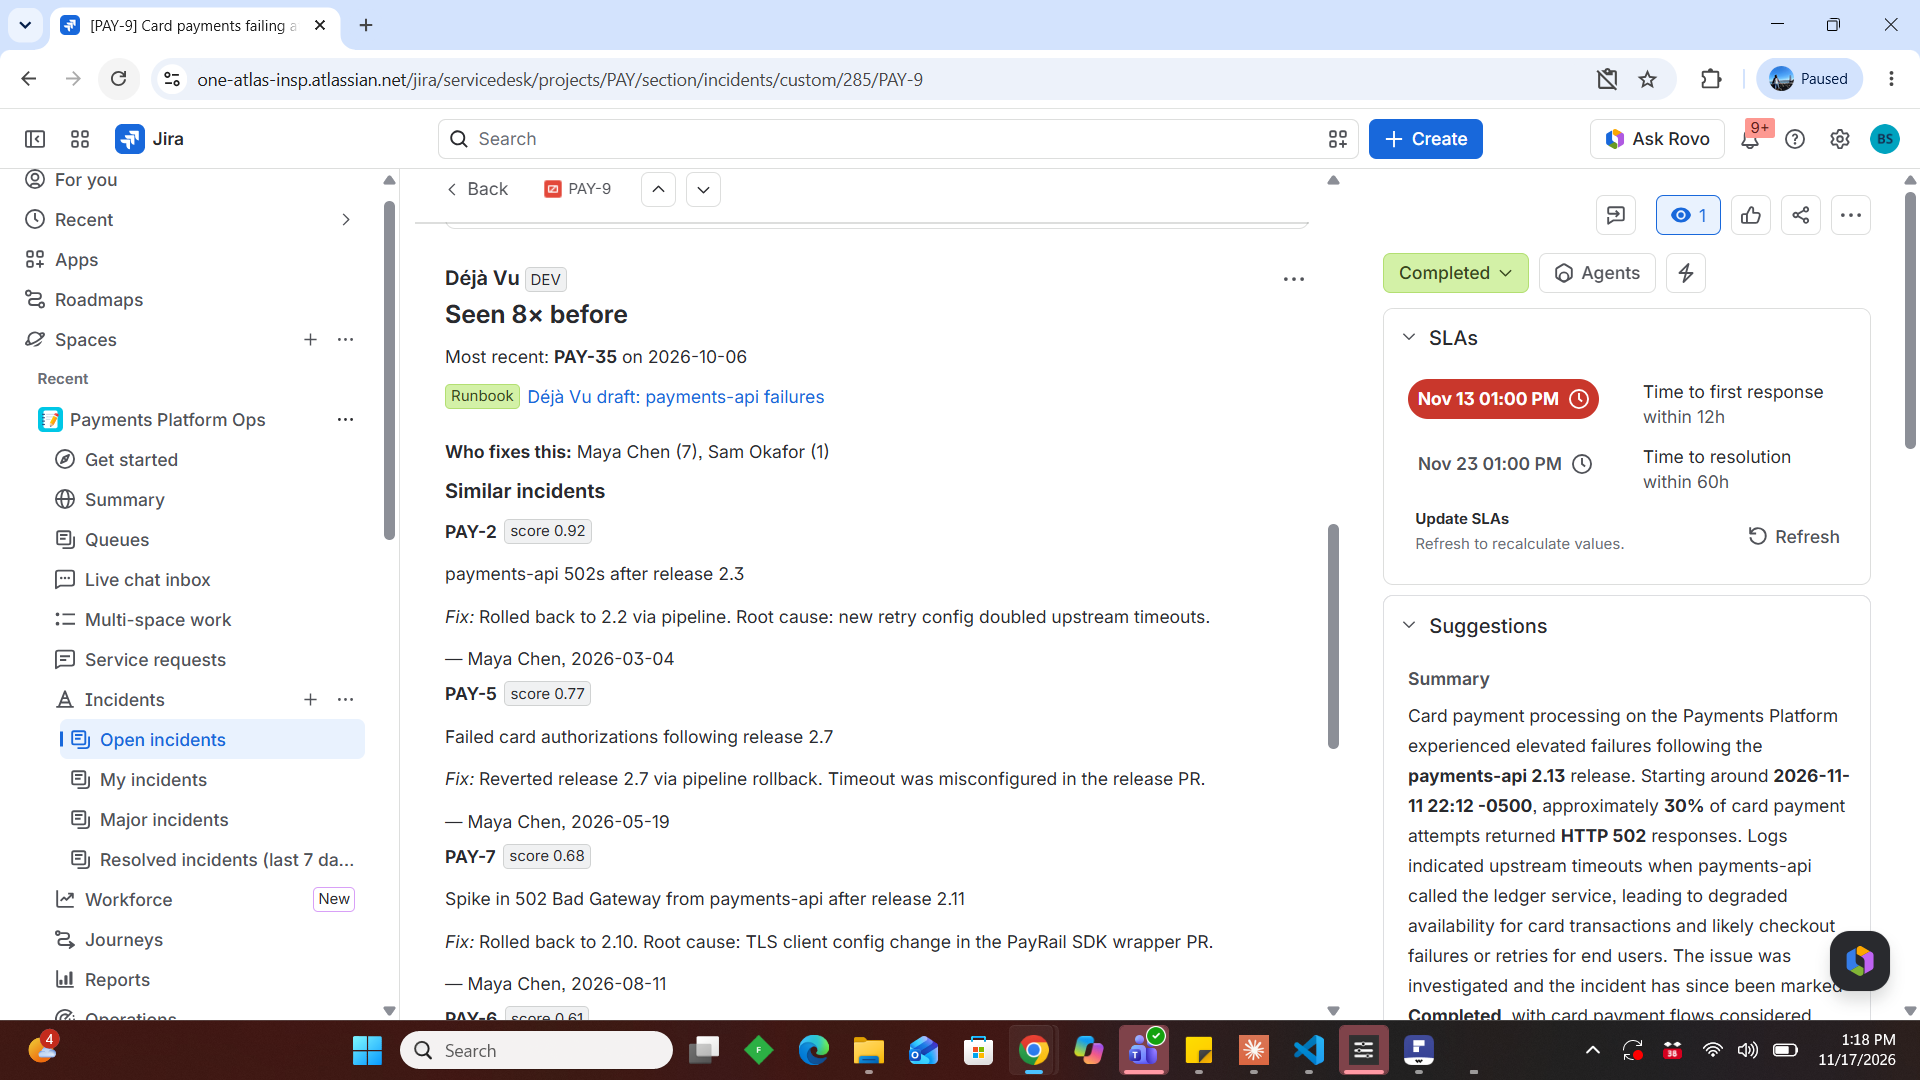 [PAY-9] Card payments failing a
one-atlas-insp.atlassian.net/jira/servicedesk/projects/PAY/section/incidents/custom/285/PAY-9
Paused
Jira
Search
Create
Ask Rovo
9+
BS
For you
Recent
Apps
Roadmaps
Spaces
Recent
Payments Platform Ops
Get started
Summary
Queues
Live chat inbox
Multi-space work
Service requests
Incidents
Open incidents
My incidents
Major incidents
Resolved incidents (last 7 da...
Workforce
New
Journeys
Reports
Operations
Back
PAY-9
Déjà Vu DEV
Seen 8× before
Most recent: PAY-35 on 2026-10-06
Runbook Déjà Vu draft: payments-api failures
Who fixes this: Maya Chen (7), Sam Okafor (1)
Similar incidents
PAY-2 score 0.92
payments-api 502s after release 2.3
Fix: Rolled back to 2.2 via pipeline. Root cause: new retry config doubled upstream timeouts.
— Maya Chen, 2026-03-04
PAY-5 score 0.77
Failed card authorizations following release 2.7
Fix: Reverted release 2.7 via pipeline rollback. Timeout was misconfigured in the release PR.
— Maya Chen, 2026-05-19
PAY-7 score 0.68
Spike in 502 Bad Gateway from payments-api after release 2.11
Fix: Rolled back to 2.10. Root cause: TLS client config change in the PayRail SDK wrapper PR.
— Maya Chen, 2026-08-11
PAY-6 score 0.61
1
Completed
Agents
SLAs
Nov 13 01:00 PM
Time to first response
within 12h
Nov 23 01:00 PM
Time to resolution
within 60h
Update SLAs
Refresh to recalculate values.
Refresh
Suggestions
Summary
Card payment processing on the Payments Platform
experienced elevated failures following the
payments-api 2.13 release. Starting around 2026-11-
11 22:12 -0500, approximately 30% of card payment
attempts returned HTTP 502 responses. Logs
indicated upstream timeouts when payments-api
called the ledger service, leading to degraded
availability for card transactions and likely checkout
failures or retries for end users. The issue was
investigated and the incident has since been marked
Completed, with card payment flows considered
4
Search
38
1:18 PM
11/17/2026